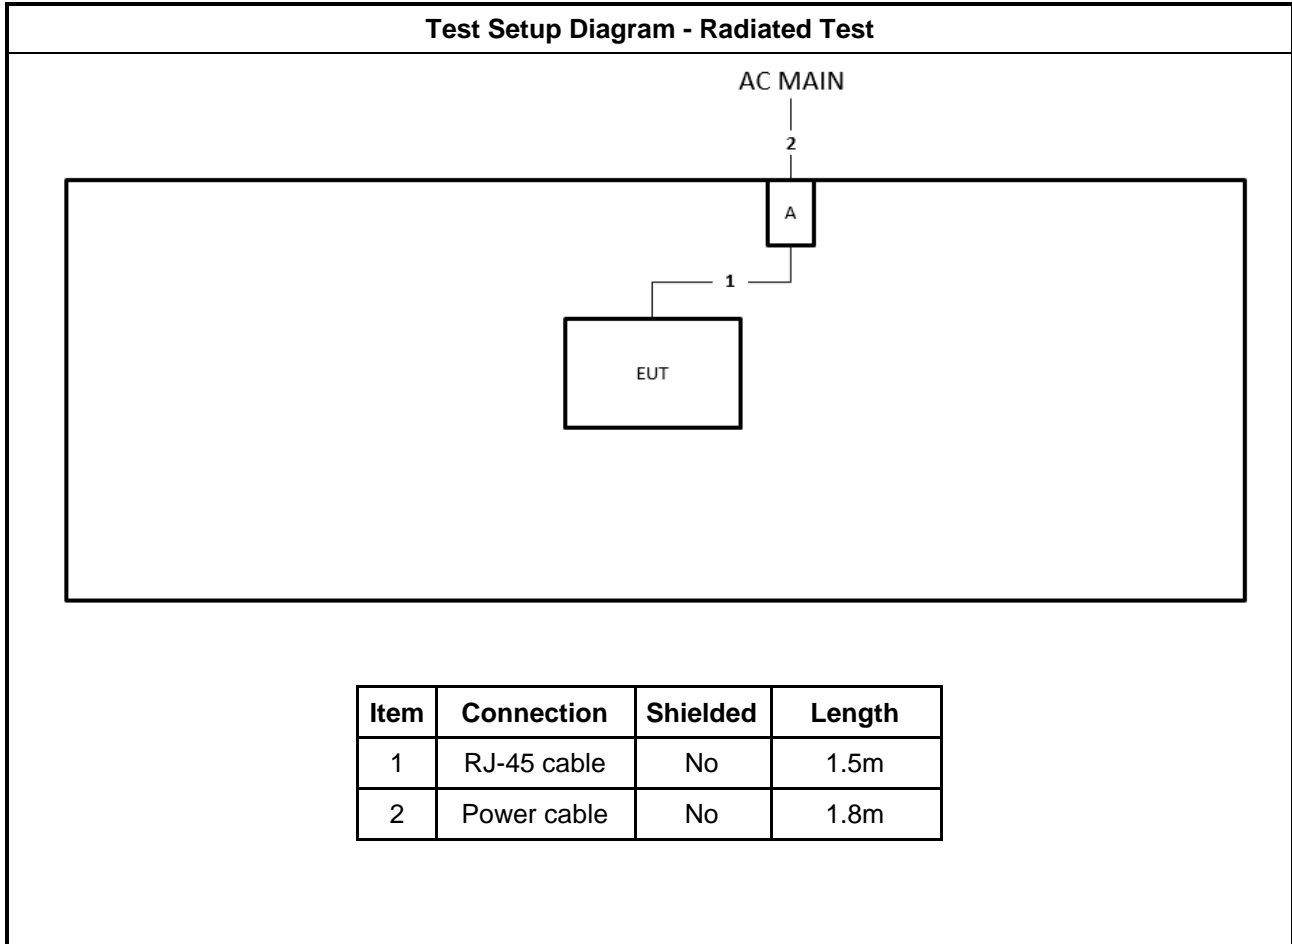 Test Setup Diagram - Radiated Test
AC MAIN
2
A
1
EUT
Item Connection Shielded Length
1 RJ-45 cable No 1.5m
2 Power cable No 1.8m